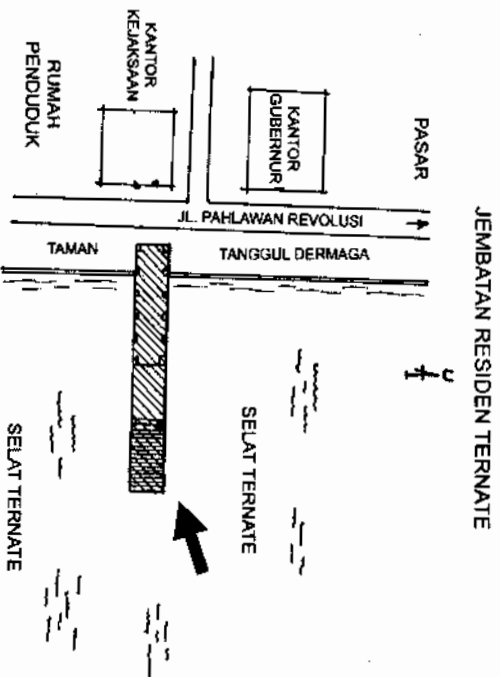 JEMBATAN RESIDEN TERNATE
U
PASAR
KANTOR
GUBERNUR
KANTOR
KEJAKSAAN
RUMAH
PENDUDUK
JL. PAHLAWAN REVOLUSI
TAMAN
TANGGUL DERMAGA
SELAT TERNATE
SELAT TERNATE